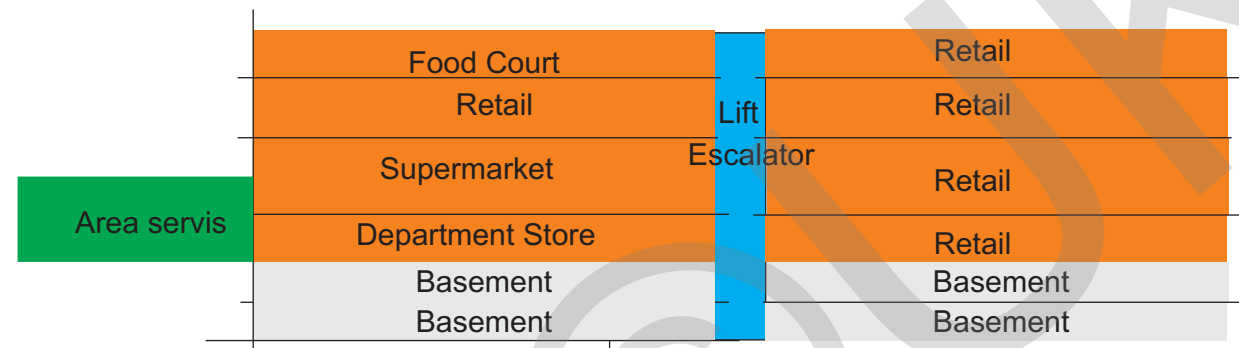 Food Court
Retail
Retail
Lift
Retail
Supermarket
Escalator
Retail
Area servis
Department Store
Retail
Basement
Basement
Basement
Basement